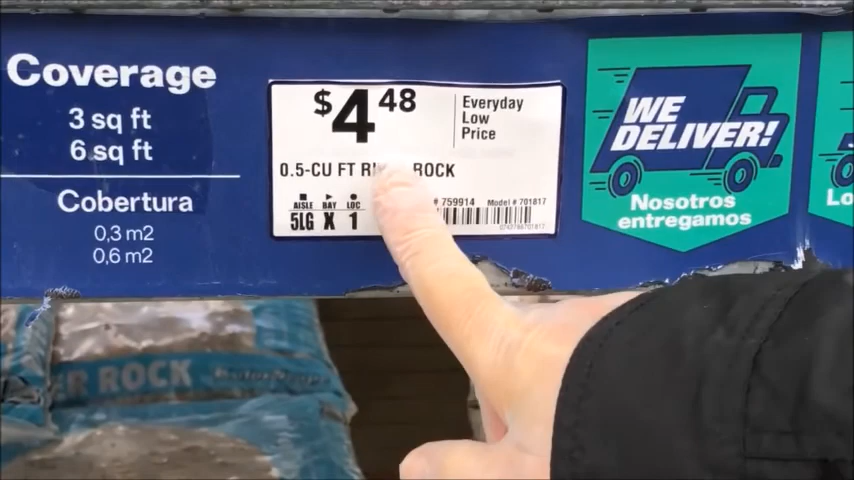 Coverage
3 sq ft
6 sq ft
Cobertura
0,3 m2
0,6 m2
$4 48
Everyday
Low
Price
0.5-CU FT ROCK
AISLE BAY LOC
5LG X 1
# 759914 Model # 701817
WE
DELIVER!
Nosotros
entregamos
ROCK